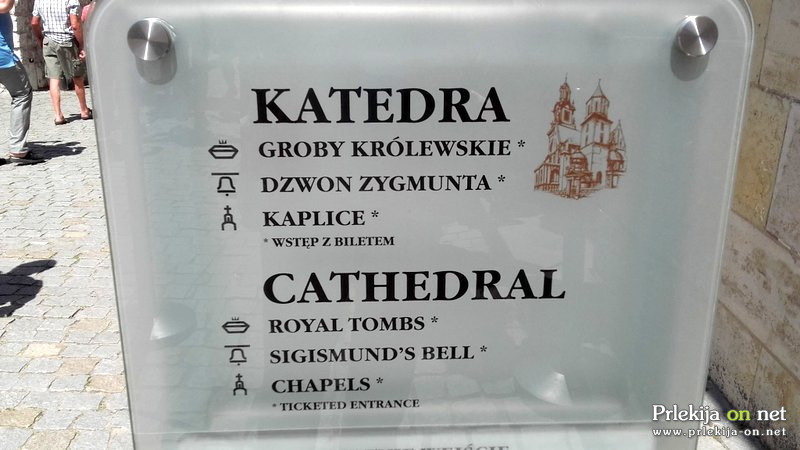 KATEDRA
GROBY KRÓLEWSKIE *
DZWON ZYGMUNTA *
KAPLICE *
* WSTĘP Z BILETEM
CATHEDRAL
ROYAL TOMBS *
SIGISMUND'S BELL *
CHAPELS *
* TICKETED ENTRANCE
Prlekija on net
www.prlekija-on.net